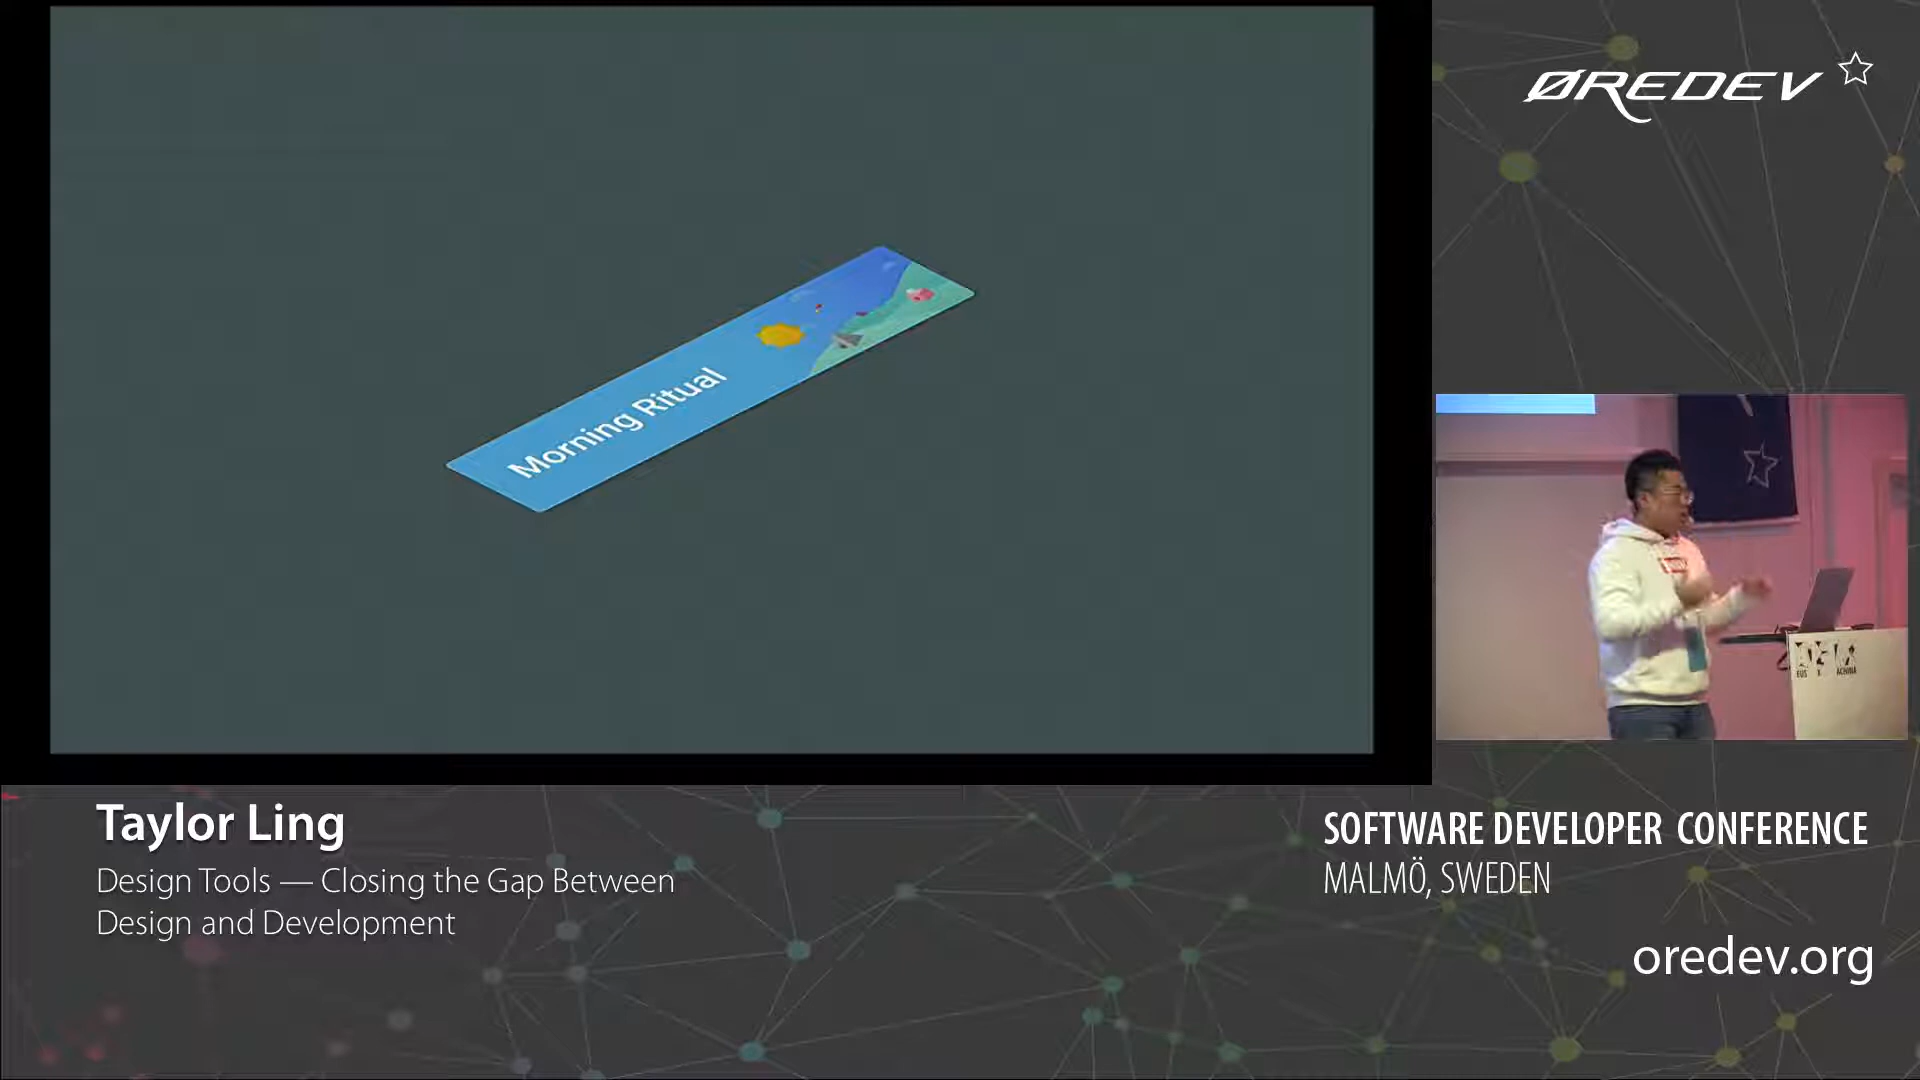 ØREDEV
Morning Ritual
Taylor Ling
Design Tools — Closing the Gap Between
Design and Development
SOFTWARE DEVELOPER CONFERENCE
MALMÖ, SWEDEN
oredev.org